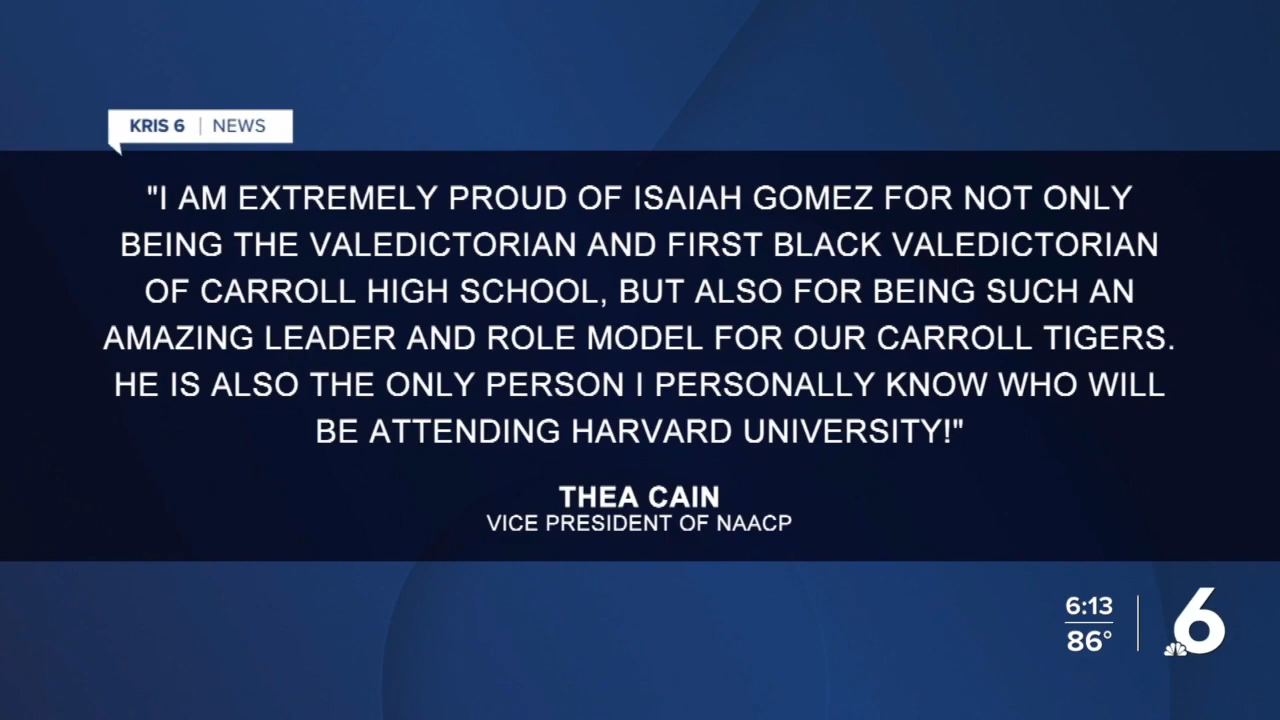 KRIS 6 | NEWS
"I AM EXTREMELY PROUD OF ISAIAH GOMEZ FOR NOT ONLY
BEING THE VALEDICTORIAN AND FIRST BLACK VALEDICTORIAN
OF CARROLL HIGH SCHOOL, BUT ALSO FOR BEING SUCH AN
AMAZING LEADER AND ROLE MODEL FOR OUR CARROLL TIGERS.
HE IS ALSO THE ONLY PERSON I PERSONALLY KNOW WHO WILL
BE ATTENDING HARVARD UNIVERSITY!"
THEA CAIN
VICE PRESIDENT OF NAACP
6:13
86°
6